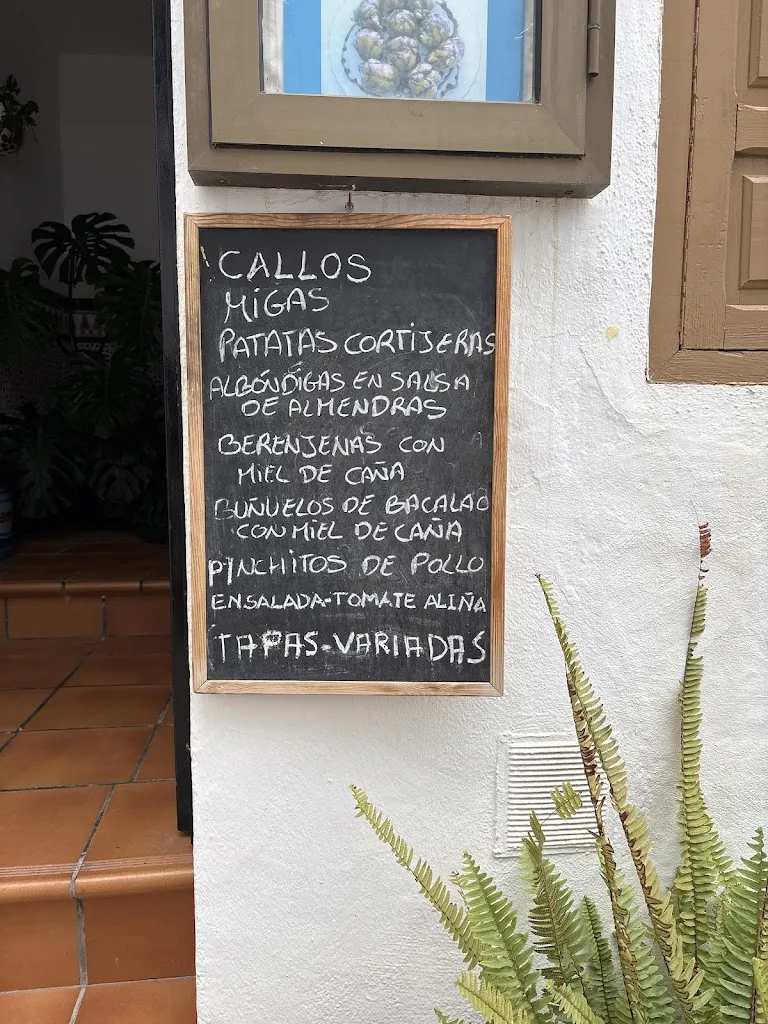 CALLOS
MIGAS
PATATAS CORTIJERAS
ALBÓNDIGAS EN SALSA
DE ALMENDRAS
BERENJENAS CON
MIEL DE CAÑA
BUÑUELOS DE BACALAO
CON MIEL DE CAÑA
PINCHITOS DE POLLO
ENSALADA-TOMATE ALIÑA
TAPAS-VARIADAS